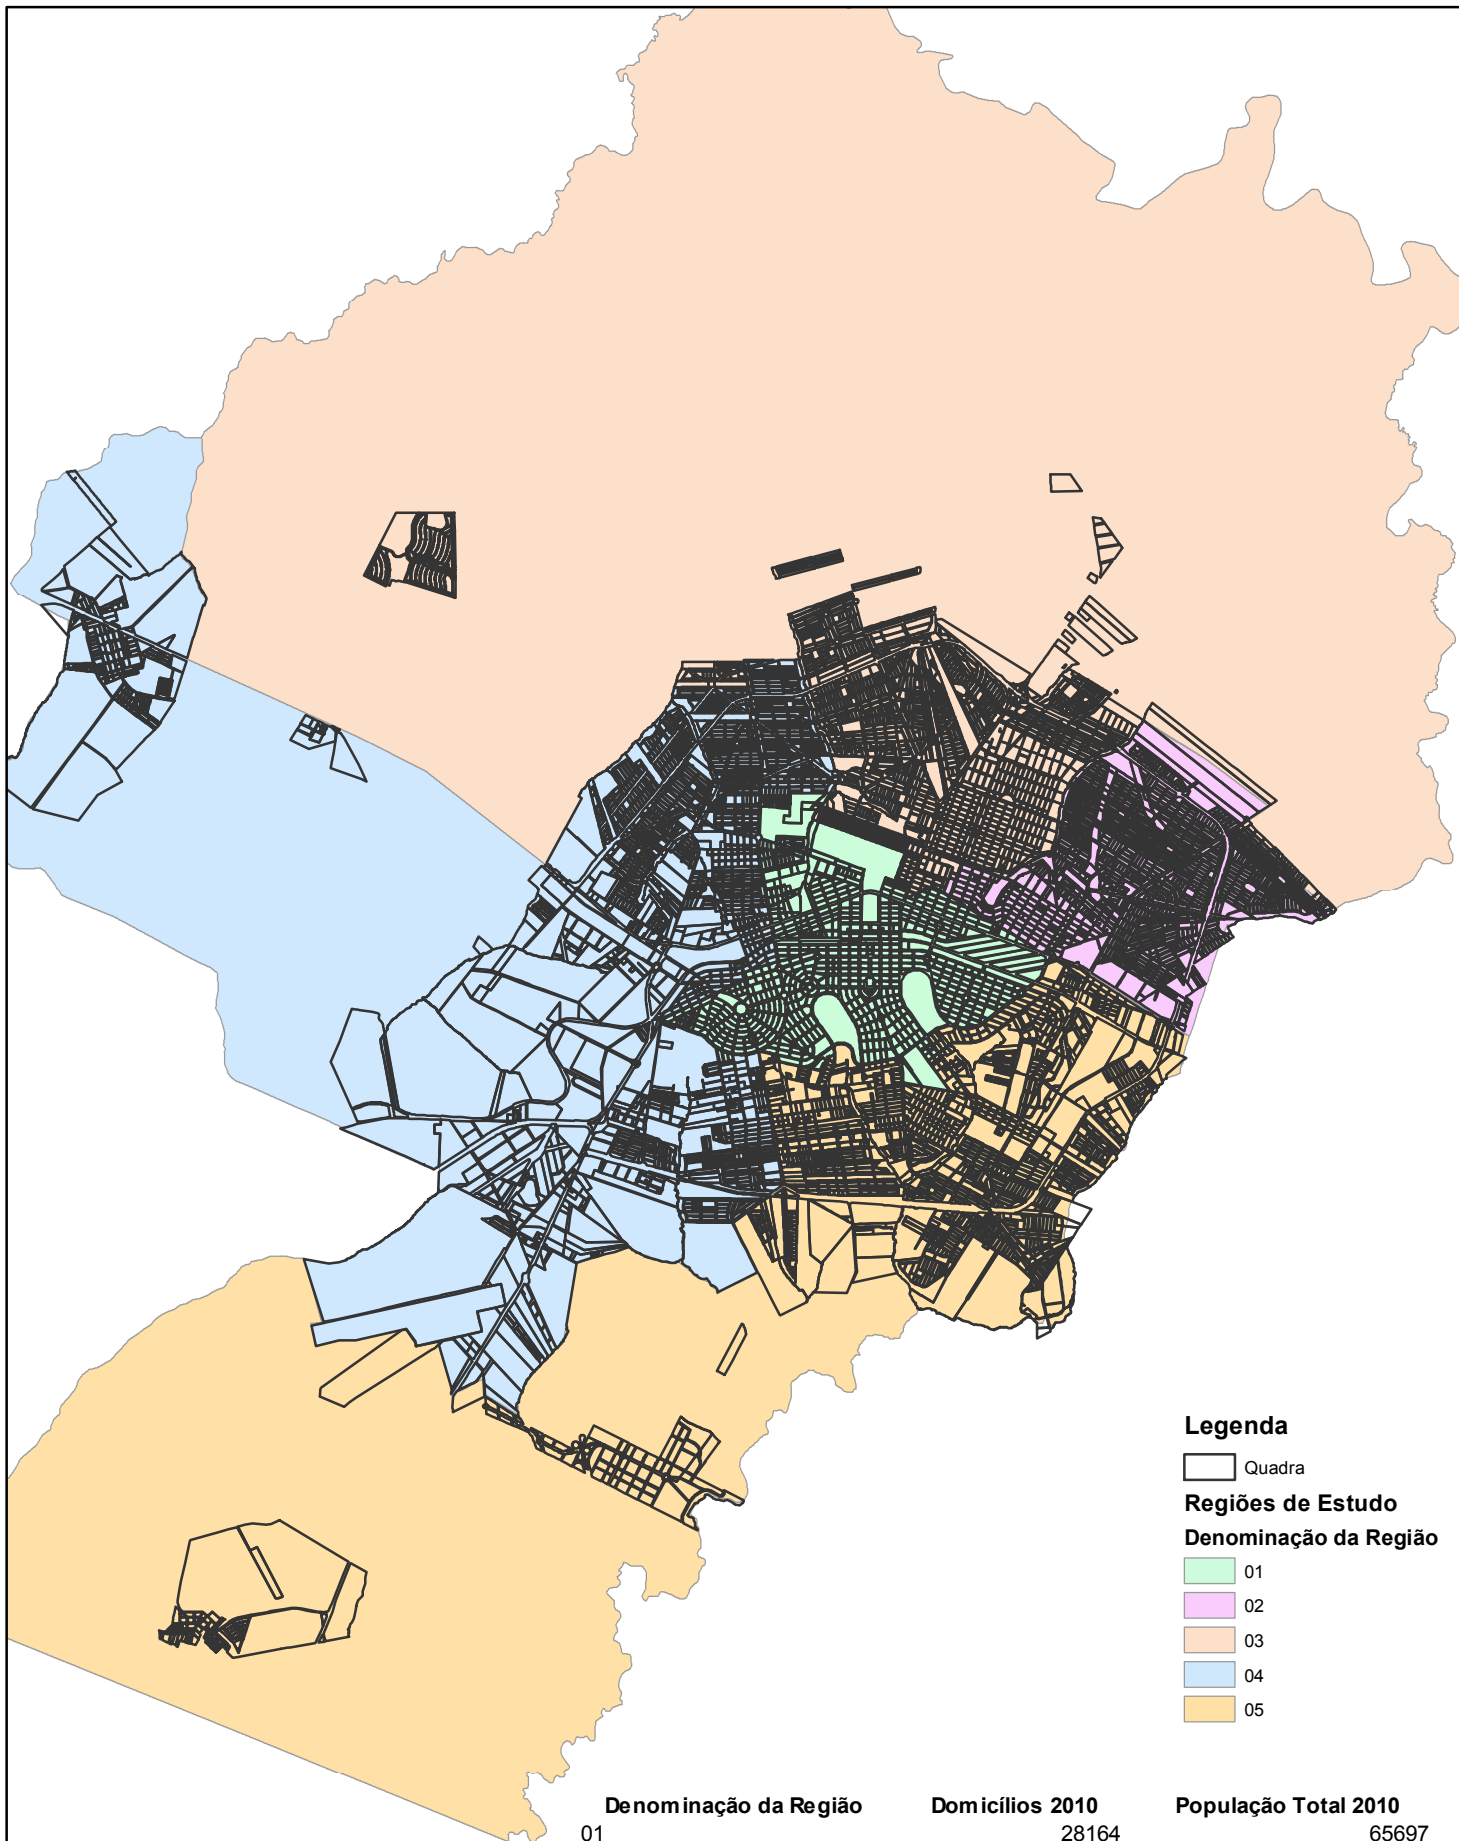 Legenda
Quadra
Regiões de Estudo
Denominação da Região
01
02
03
04
05
Denominação da Região Domicílios 2010 População Total 2010
01 28164 65697